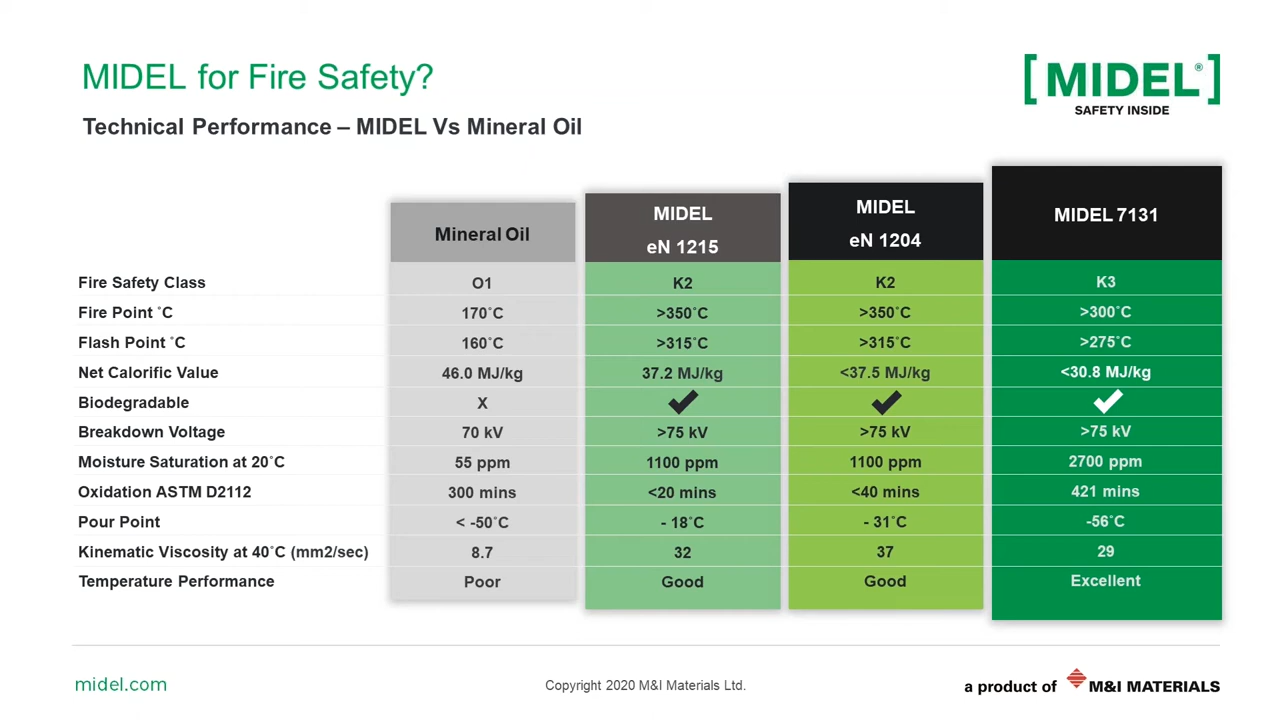 MIDEL for Fire Safety?
[MIDEL®]
SAFETY INSIDE
Technical Performance – MIDEL Vs Mineral Oil
Mineral Oil MIDEL eN 1215 MIDEL eN 1204 MIDEL 7131
Fire Safety Class O1 K2 K2 K3
Fire Point ˚C 170˚C >350˚C >350˚C >300˚C
Flash Point ˚C 160˚C >315˚C >315˚C >275˚C
Net Calorific Value 46.0 MJ/kg 37.2 MJ/kg <37.5 MJ/kg <30.8 MJ/kg
Biodegradable X ✔ ✔ ✔
Breakdown Voltage 70 kV >75 kV >75 kV >75 kV
Moisture Saturation at 20˚C 55 ppm 1100 ppm 1100 ppm 2700 ppm
Oxidation ASTM D2112 300 mins <20 mins <40 mins 421 mins
Pour Point < -50˚C - 18˚C - 31˚C -56˚C
Kinematic Viscosity at 40˚C (mm2/sec) 8.7 32 37 29
Temperature Performance Poor Good Good Excellent
midel.com
Copyright 2020 M&I Materials Ltd.
a product of M&I MATERIALS